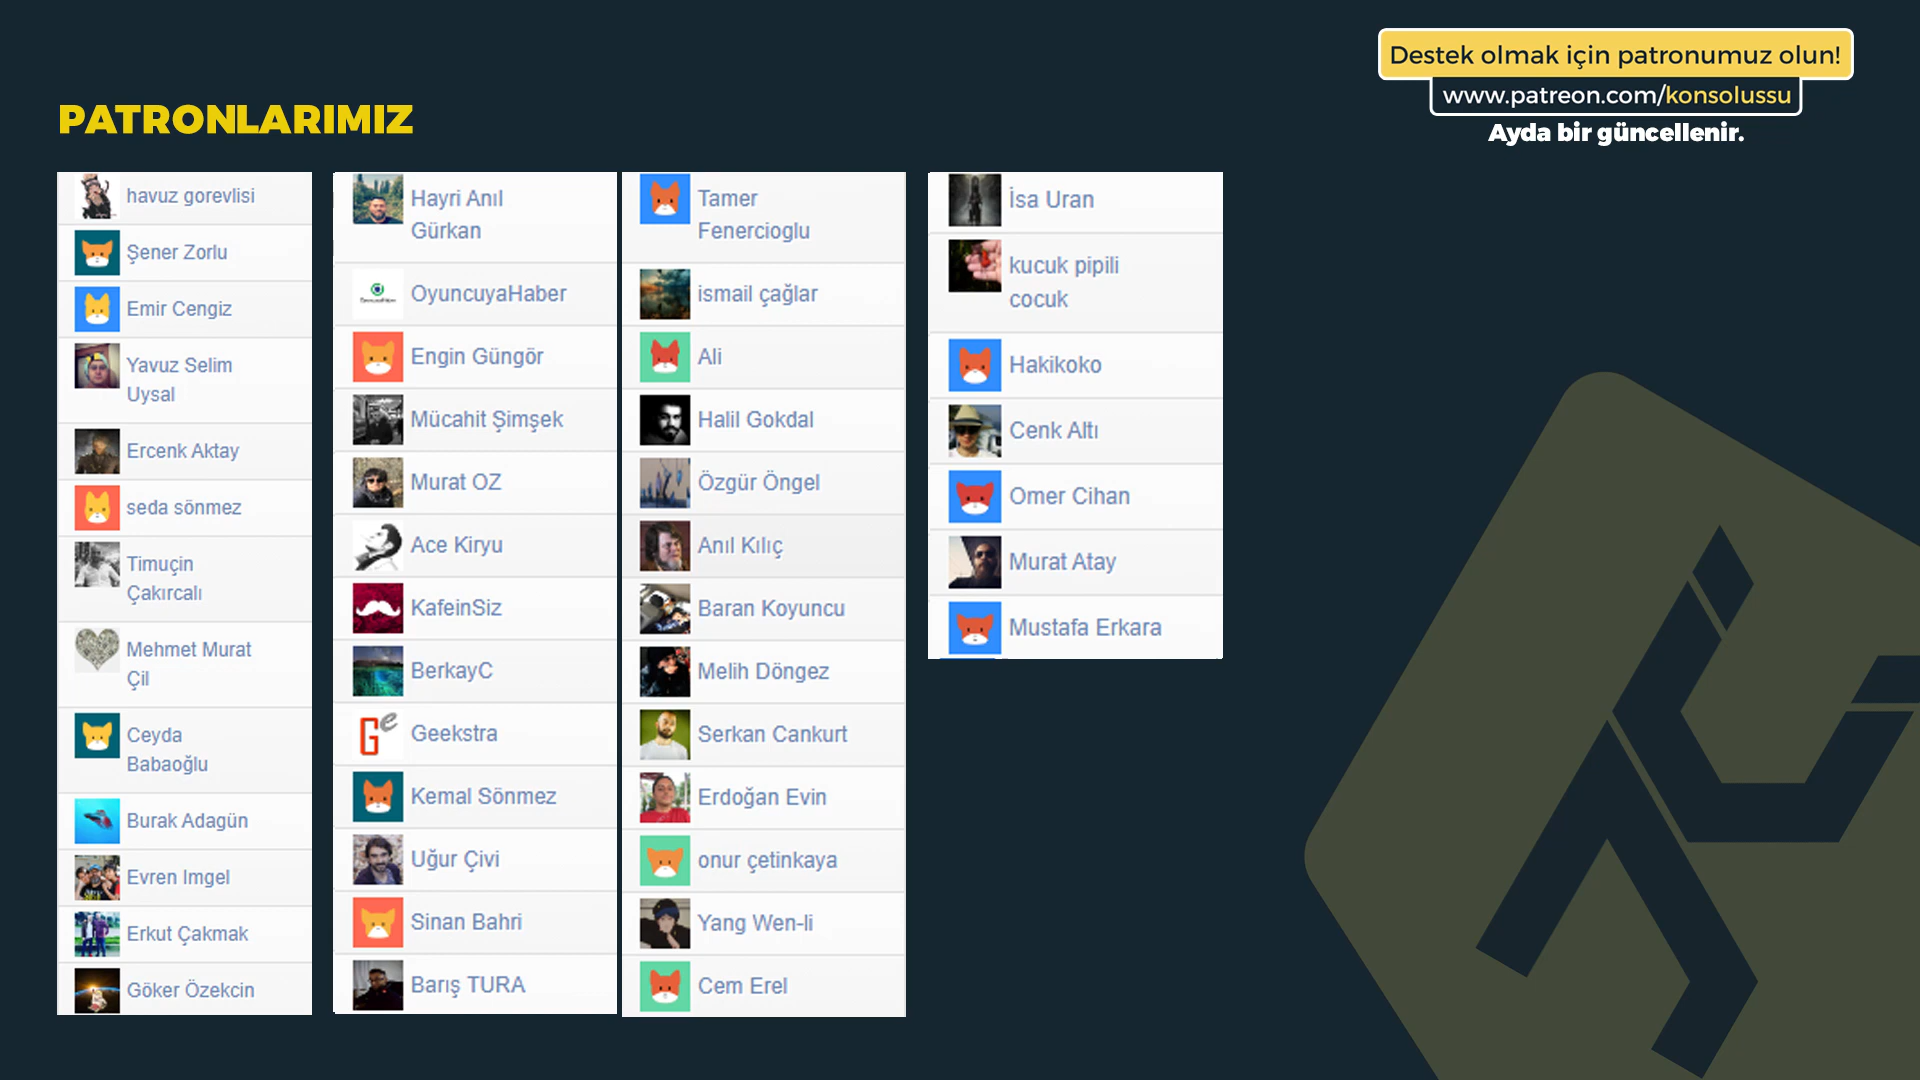 Destek olmak için patronumuz olun!
www.patreon.com/konsolussu
Ayda bir güncellenir.
PATRONLARIMIZ
havuz gorevlisi
Şener Zorlu
Emir Cengiz
Yavuz Selim
Uysal
Ercenk Aktay
seda sönmez
Timuçin
Çakırcalı
Mehmet Murat
Çil
Ceyda
Babaoğlu
Burak Adagün
Evren Imgel
Erkut Çakmak
Göker Özekcin
Hayri Anıl
Gürkan
OyuncuyaHaber
Engin Güngör
Mücahit Şimşek
Murat OZ
Ace Kiryu
KafeinSiz
BerkayC
Ge
Geekstra
Kemal Sönmez
Uğur Çivi
Sinan Bahri
Barış TURA
Tamer
Fenercioglu
ismail çağlar
Ali
Halil Gokdal
Özgür Öngel
Anıl Kılıç
Baran Koyuncu
Melih Döngez
Serkan Cankurt
Erdoğan Evin
onur çetinkaya
Yang Wen-li
Cem Erel
İsa Uran
kucuk pipili
cocuk
Hakikoko
Cenk Altı
Omer Cihan
Murat Atay
Mustafa Erkara